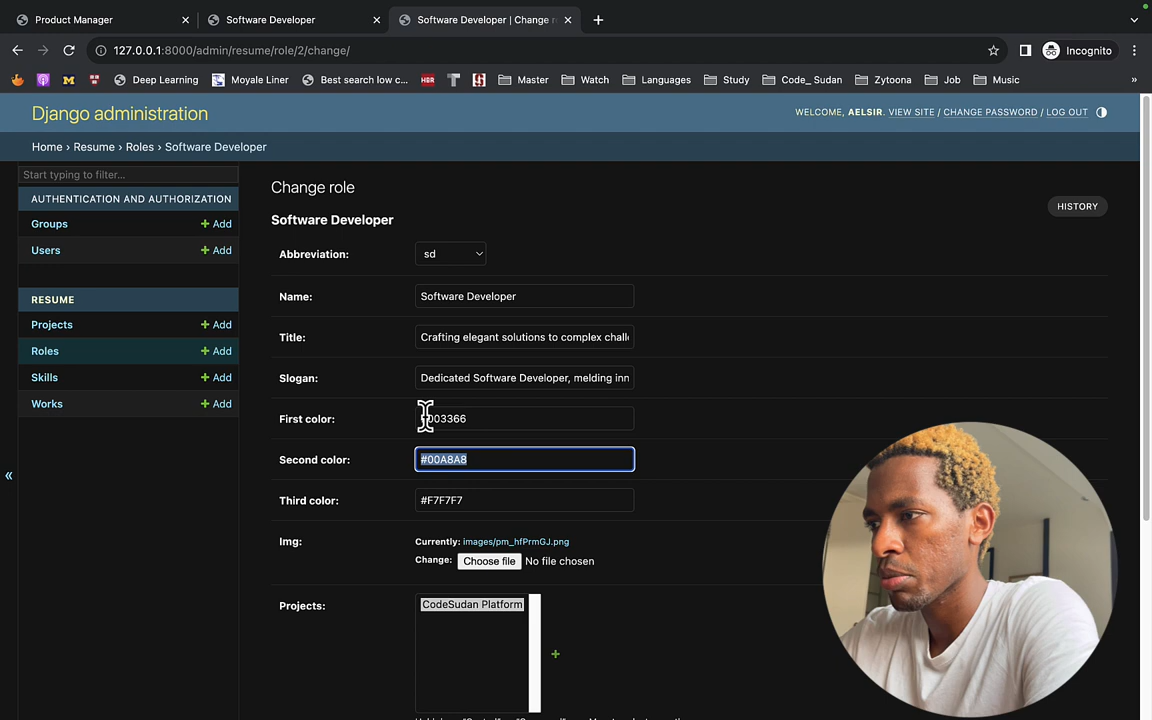 Product Manager
Software Developer
Software Developer | Change r
127.0.0.1:8000/admin/resume/role/2/change/
Incognito
M
Deep Learning
Moyale Liner
Best search low c...
HBR
T
Master
Watch
Languages
Study
Code_ Sudan
Zytoona
Job
Music
»
Django administration
WELCOME, AELSIR. VIEW SITE / CHANGE PASSWORD / LOG OUT
Home › Resume › Roles › Software Developer
Start typing to filter...
AUTHENTICATION AND AUTHORIZATION
Groups + Add
Users + Add
RESUME
Projects + Add
Roles + Add
Skills + Add
Works + Add
«
Change role
HISTORY
Software Developer
Abbreviation: sd
Name: Software Developer
Title: Crafting elegant solutions to complex chall
Slogan: Dedicated Software Developer, melding inn
First color: 003366
Second color: #00A8A8
Third color: #F7F7F7
Img: Currently: images/pm_hfPrmGJ.png
Change: Choose file No file chosen
Projects: CodeSudan Platform
+